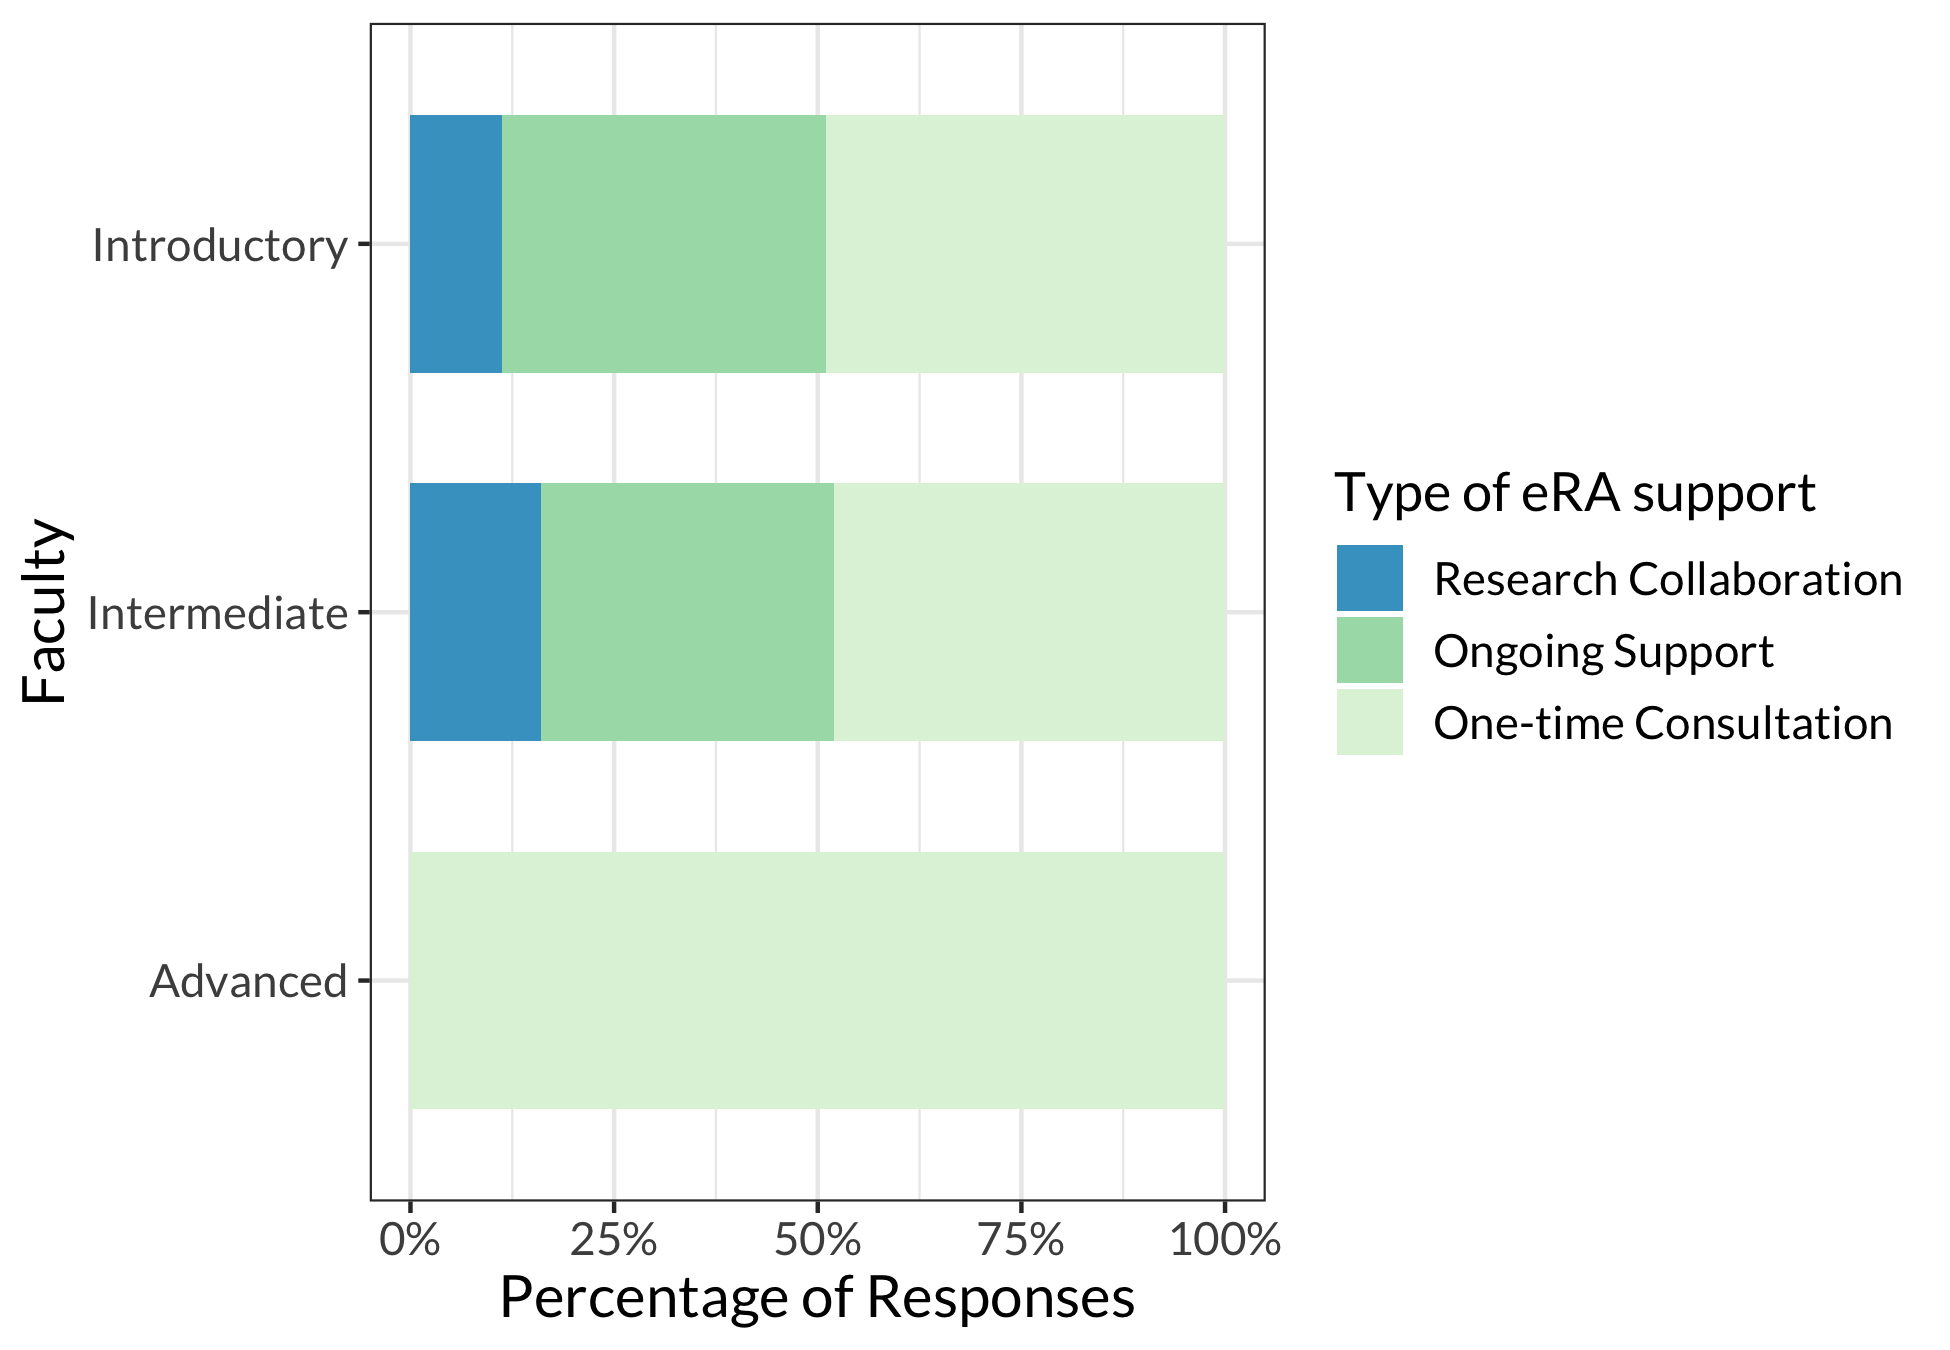 Faculty
Introductory
Intermediate
Advanced
0%
25%
50%
75%
100%
Percentage of Responses
Type of eRA support
Research Collaboration
Ongoing Support
One-time Consultation